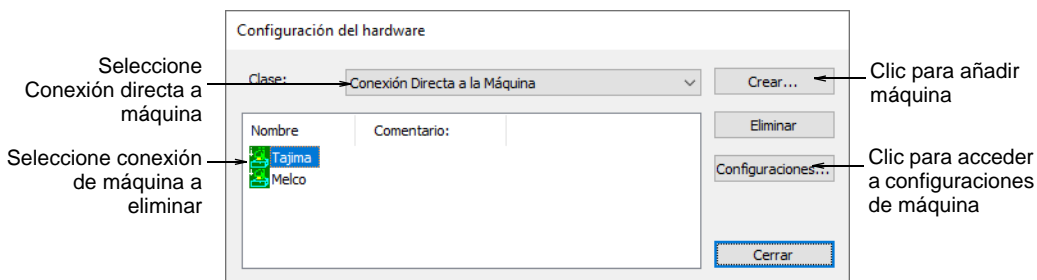 Configuración del hardware
Seleccione
Conexión directa a
máquina
Clase:
Conexión Directa a la Máquina
Crear...
Clic para añadir
máquina
Nombre
Comentario:
Eliminar
Seleccione conexión
de máquina a
eliminar
Tajima
Melco
Configuraciones...
Clic para acceder
a configuraciones
de máquina
Cerrar